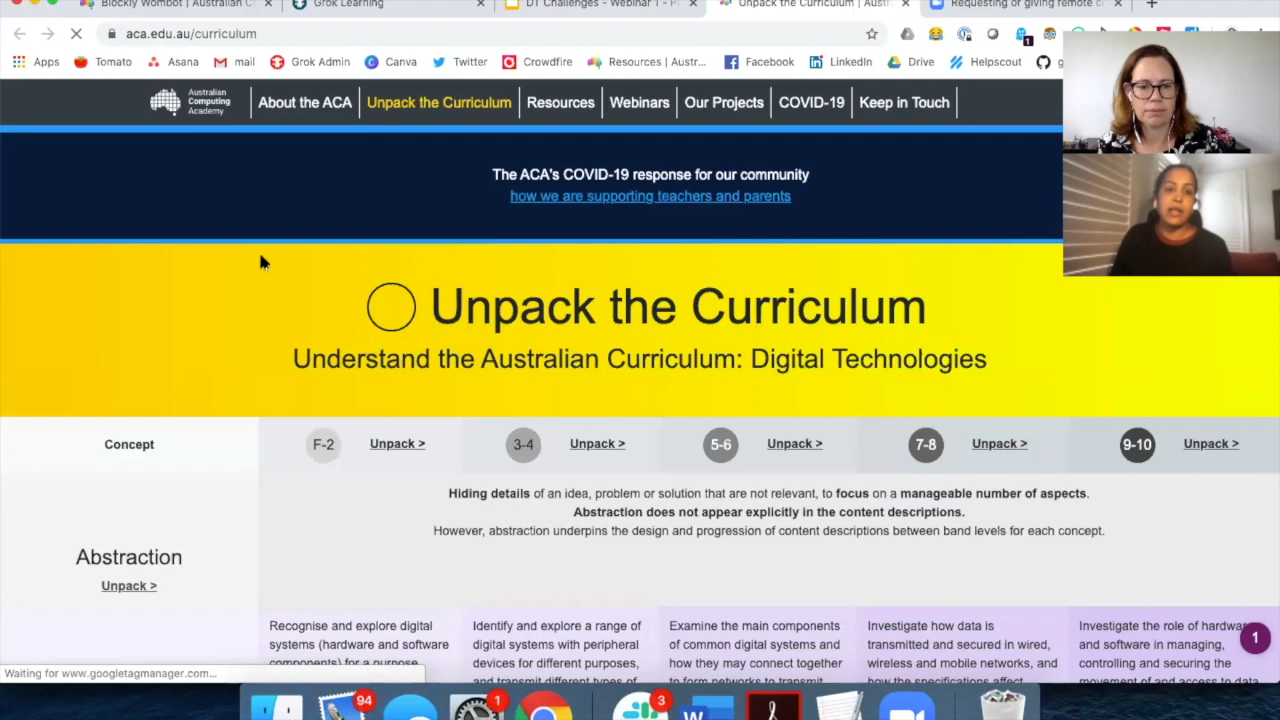 Blockly Wombot | Australian C
Grok Learning
DT Challenges - Webinar 1 - P
Unpack the Curriculum | Austr
Requesting or giving remote c
aca.edu.au/curriculum
1
Apps
Tomato
Asana
mail
Grok Admin
Canva
Twitter
Crowdfire
Resources | Austr...
Facebook
LinkedIn
Drive
Helpscout
g
Australian
Computing
Academy
About the ACA
Unpack the Curriculum
Resources
Webinars
Our Projects
COVID-19
Keep in Touch
The ACA's COVID-19 response for our community
how we are supporting teachers and parents
Unpack the Curriculum
Understand the Australian Curriculum: Digital Technologies
Concept
F-2 Unpack >
3-4 Unpack >
5-6 Unpack >
7-8 Unpack >
9-10 Unpack >
Hiding details of an idea, problem or solution that are not relevant, to focus on a manageable number of aspects.
Abstraction does not appear explicitly in the content descriptions.
However, abstraction underpins the design and progression of content descriptions between band levels for each concept.
Abstraction
Unpack >
Recognise and explore digital
systems (hardware and software
components) for a purpose
Identify and explore a range of
digital systems with peripheral
devices for different purposes,
and transmit different types of
Examine the main components
of common digital systems and
how they may connect together
to form networks to transmit
Investigate how data is
transmitted and secured in wired,
wireless and mobile networks, and
how the specifications affect
Investigate the role of hardware
and software in managing,
controlling and securing the
movement of and access to data
1
Waiting for www.googletagmanager.com...
94
1
3
W